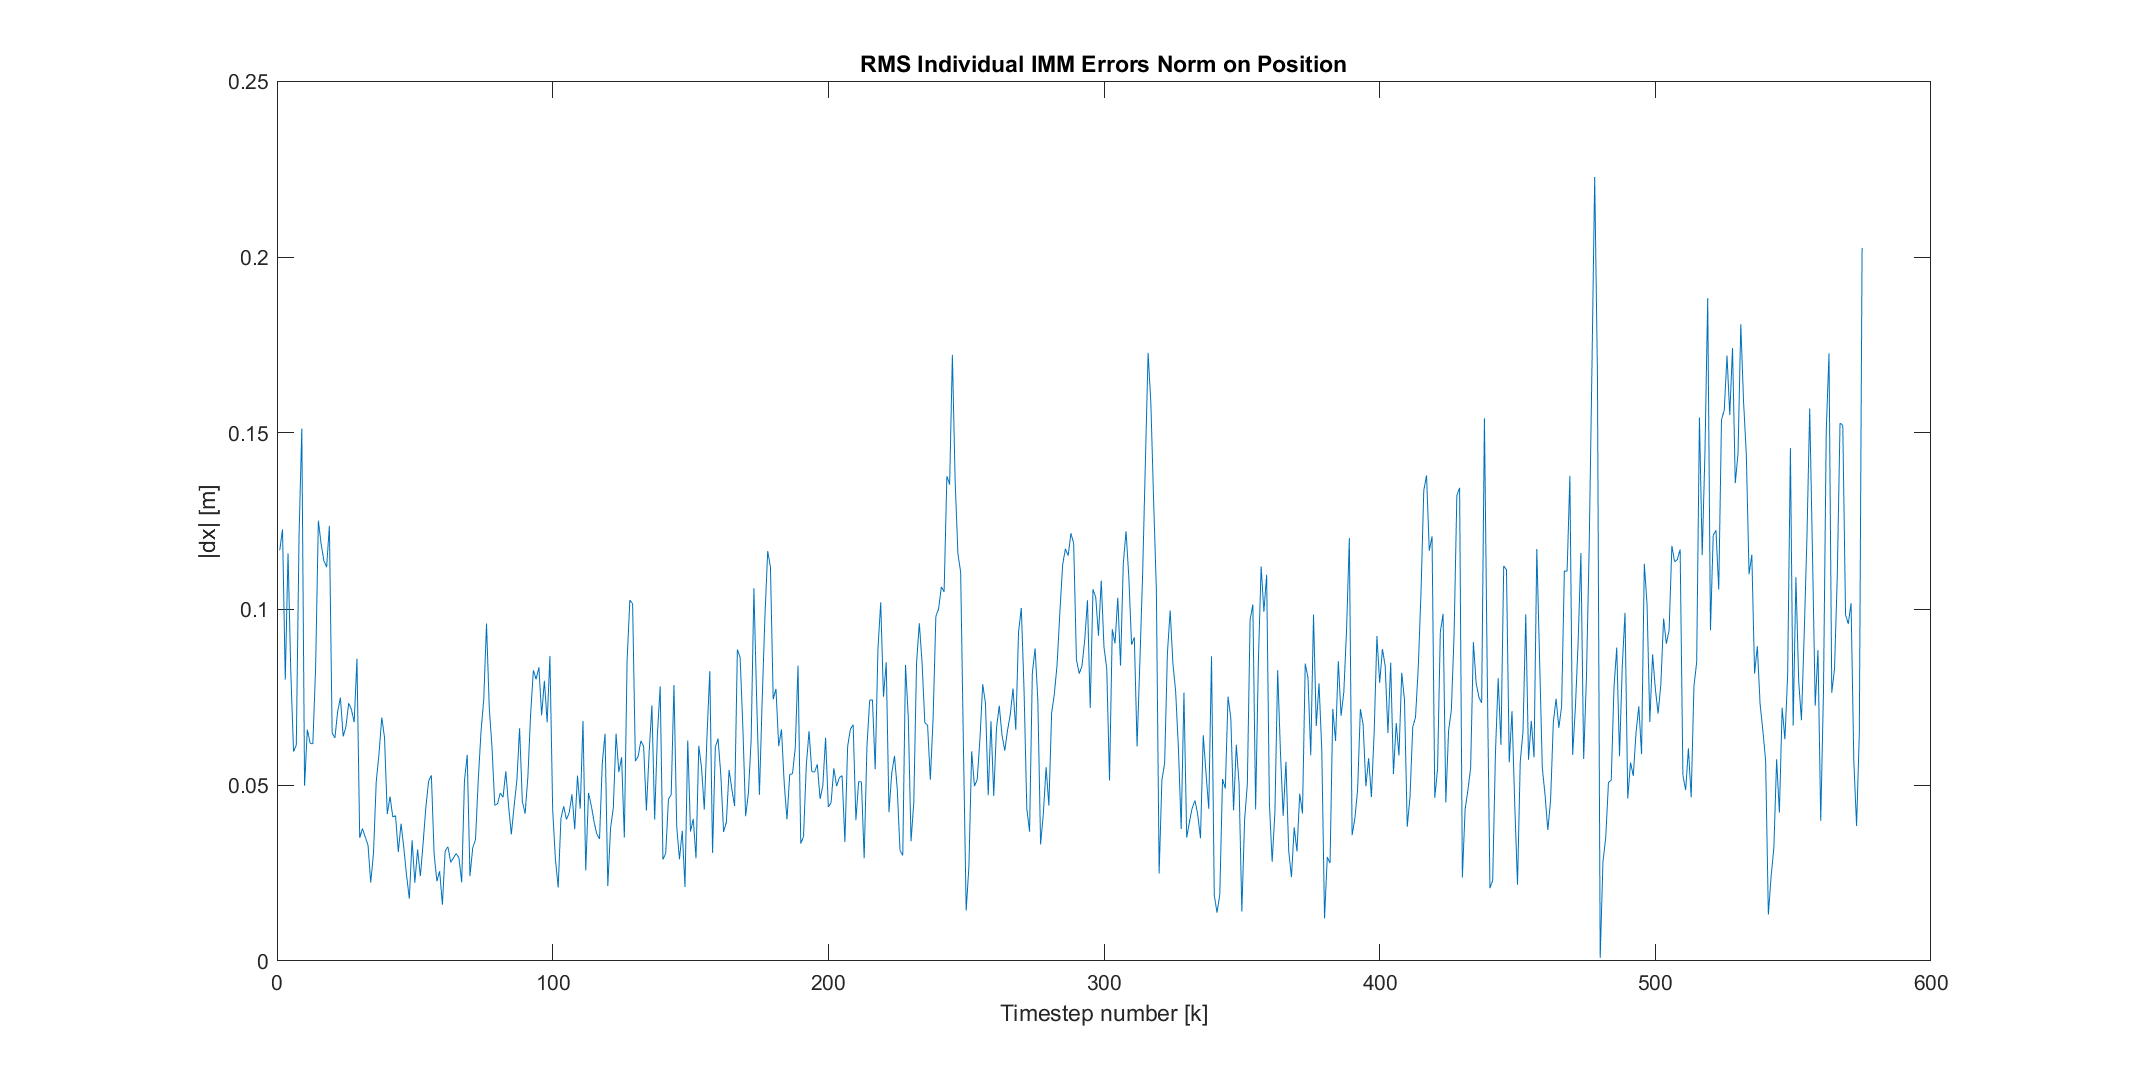 RMS Individual IMM Errors Norm on Position
0.25
0.2
0.15
0.1
0.05
0
|dx| [m]
0 100 200 300 400 500 600
Timestep number [k]